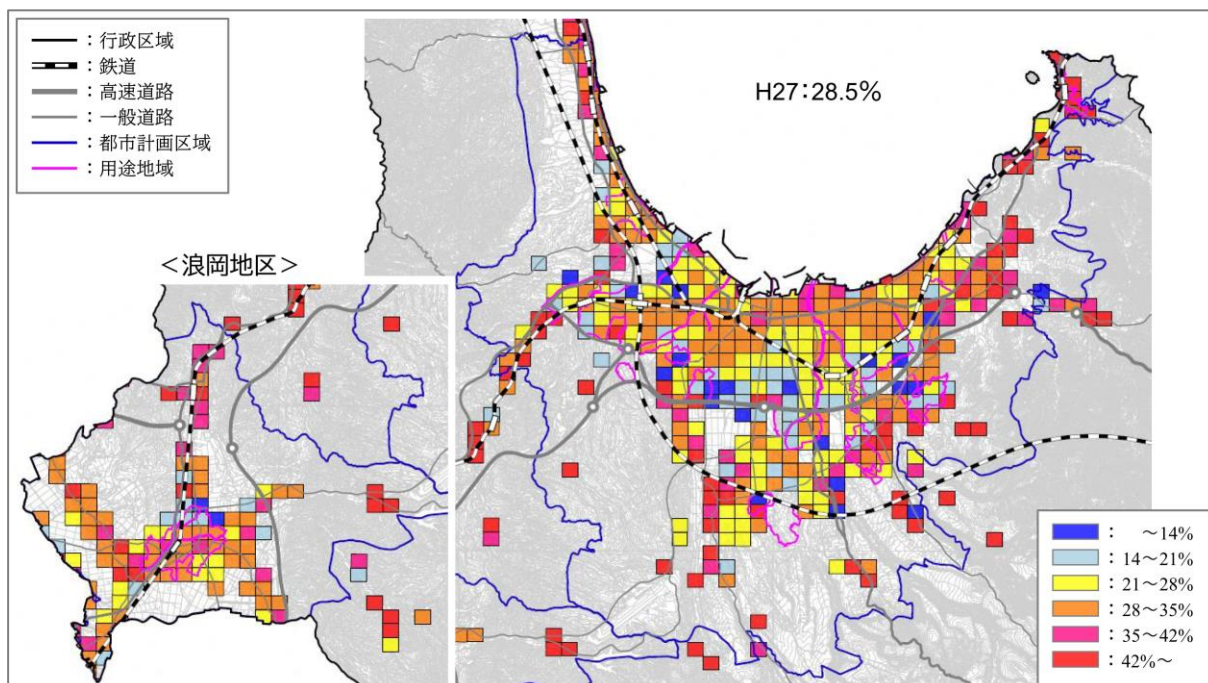 ：行政区域
：鉄道
：高速道路
：一般道路
：都市計画区域
：用途地域
H27：28.5%
＜浪岡地区＞
： ～14%
：14～21%
：21～28%
：28～35%
：35～42%
：42%～